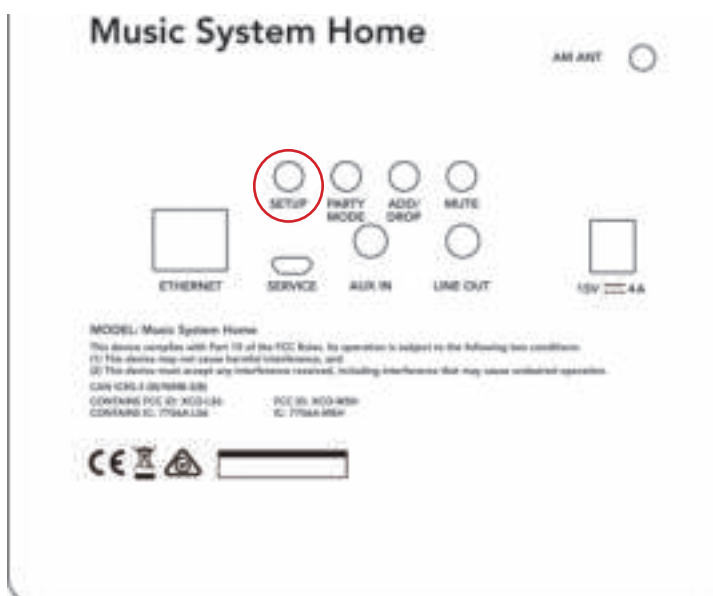 Music System Home
AM ANT
SETUP
PARTY MODE
ADD/ DROP
MUTE
ETHERNET
SERVICE
AUX IN
LINE OUT
15V 4A
MODEL: Music System Home
This device complies with Part 15 of the FCC Rules. Its operation is subject to the following two conditions:
(1) This device may not cause harmful interference, and
(2) This device must accept any interference received, including interference that may cause undesired operation.
CONTAINS FCC ID: FCC ID:
CONTAINS IC: IC:
CE